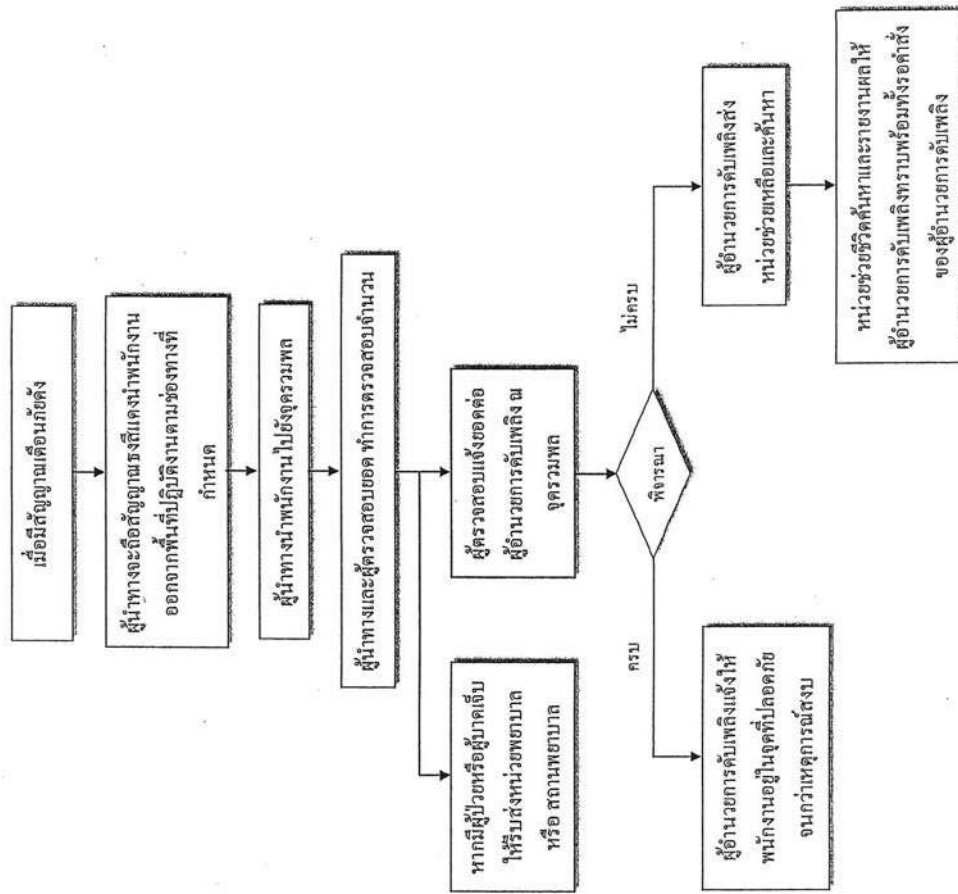 เมื่อมีสัญญาณเตือนภัยดัง
ผู้นำทางจะถือสัญญาณธงสีแดงนำพนักงาน
ออกจากพื้นที่ปฏิบัติงานตามช่องทางที่
กำหนด
ผู้นำทางนำพนักงานไปยังจุดรวมพล
ผู้นำทางและผู้ตรวจสอบยอด ทำการตรวจสอบจำนวน
หากมีผู้ป่วยหรือผู้บาดเจ็บ
ให้รีบส่งหน่วยพยาบาล
หรือ สถานพยาบาล
ผู้ตรวจสอบแจ้งยอดต่อ
ผู้อำนวยการดับเพลิง ณ
จุดรวมพล
พิจารณา
ครบ
ไม่ครบ
ผู้อำนวยการดับเพลิงแจ้งให้
พนักงานอยู่ในจุดที่ปลอดภัย
จนกว่าเหตุการณ์สงบ
ผู้อำนวยการดับเพลิงส่ง
หน่วยช่วยเหลือและค้นหา
หน่วยช่วยชีวิตค้นหาและรายงานผลให้
ผู้อำนวยการดับเพลิงทราบพร้อมทั้งรอคำสั่ง
ของผู้อำนวยการดับเพลิง